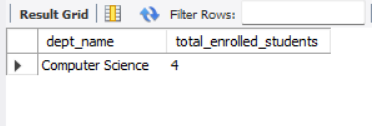 Result Grid Filter Rows:
dept_name total_enrolled_students
Computer Science 4